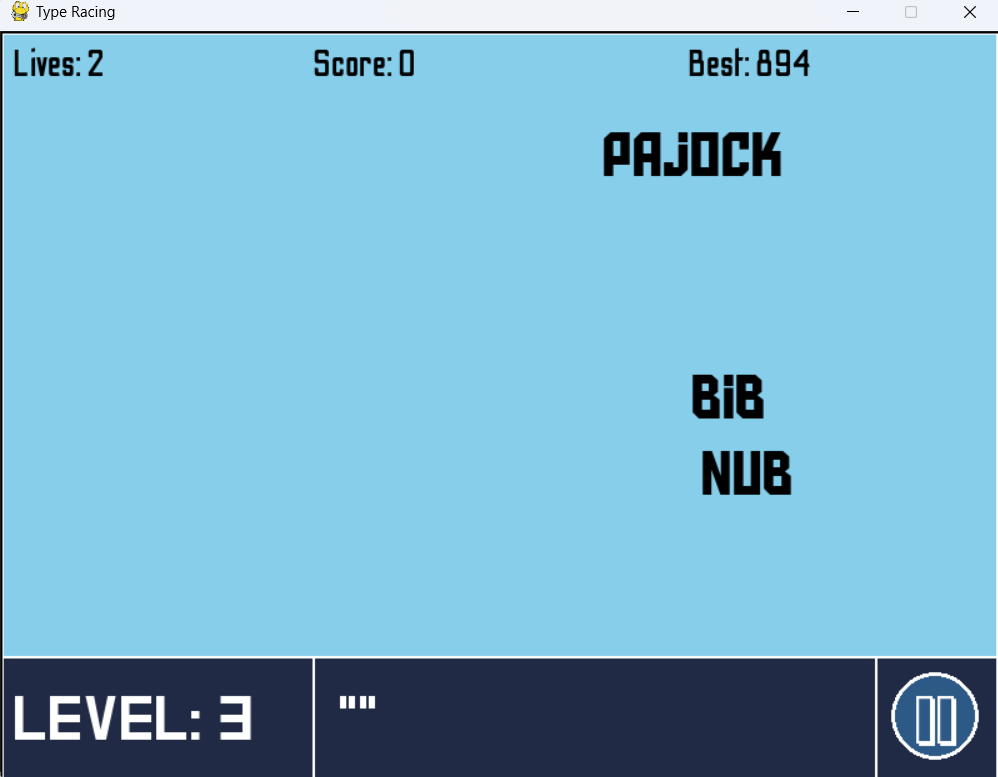 Type Racing
Lives: 2 Score: 0 Best: 894
PAjOCK
BiB
NUB
LEVEL: 3 ""